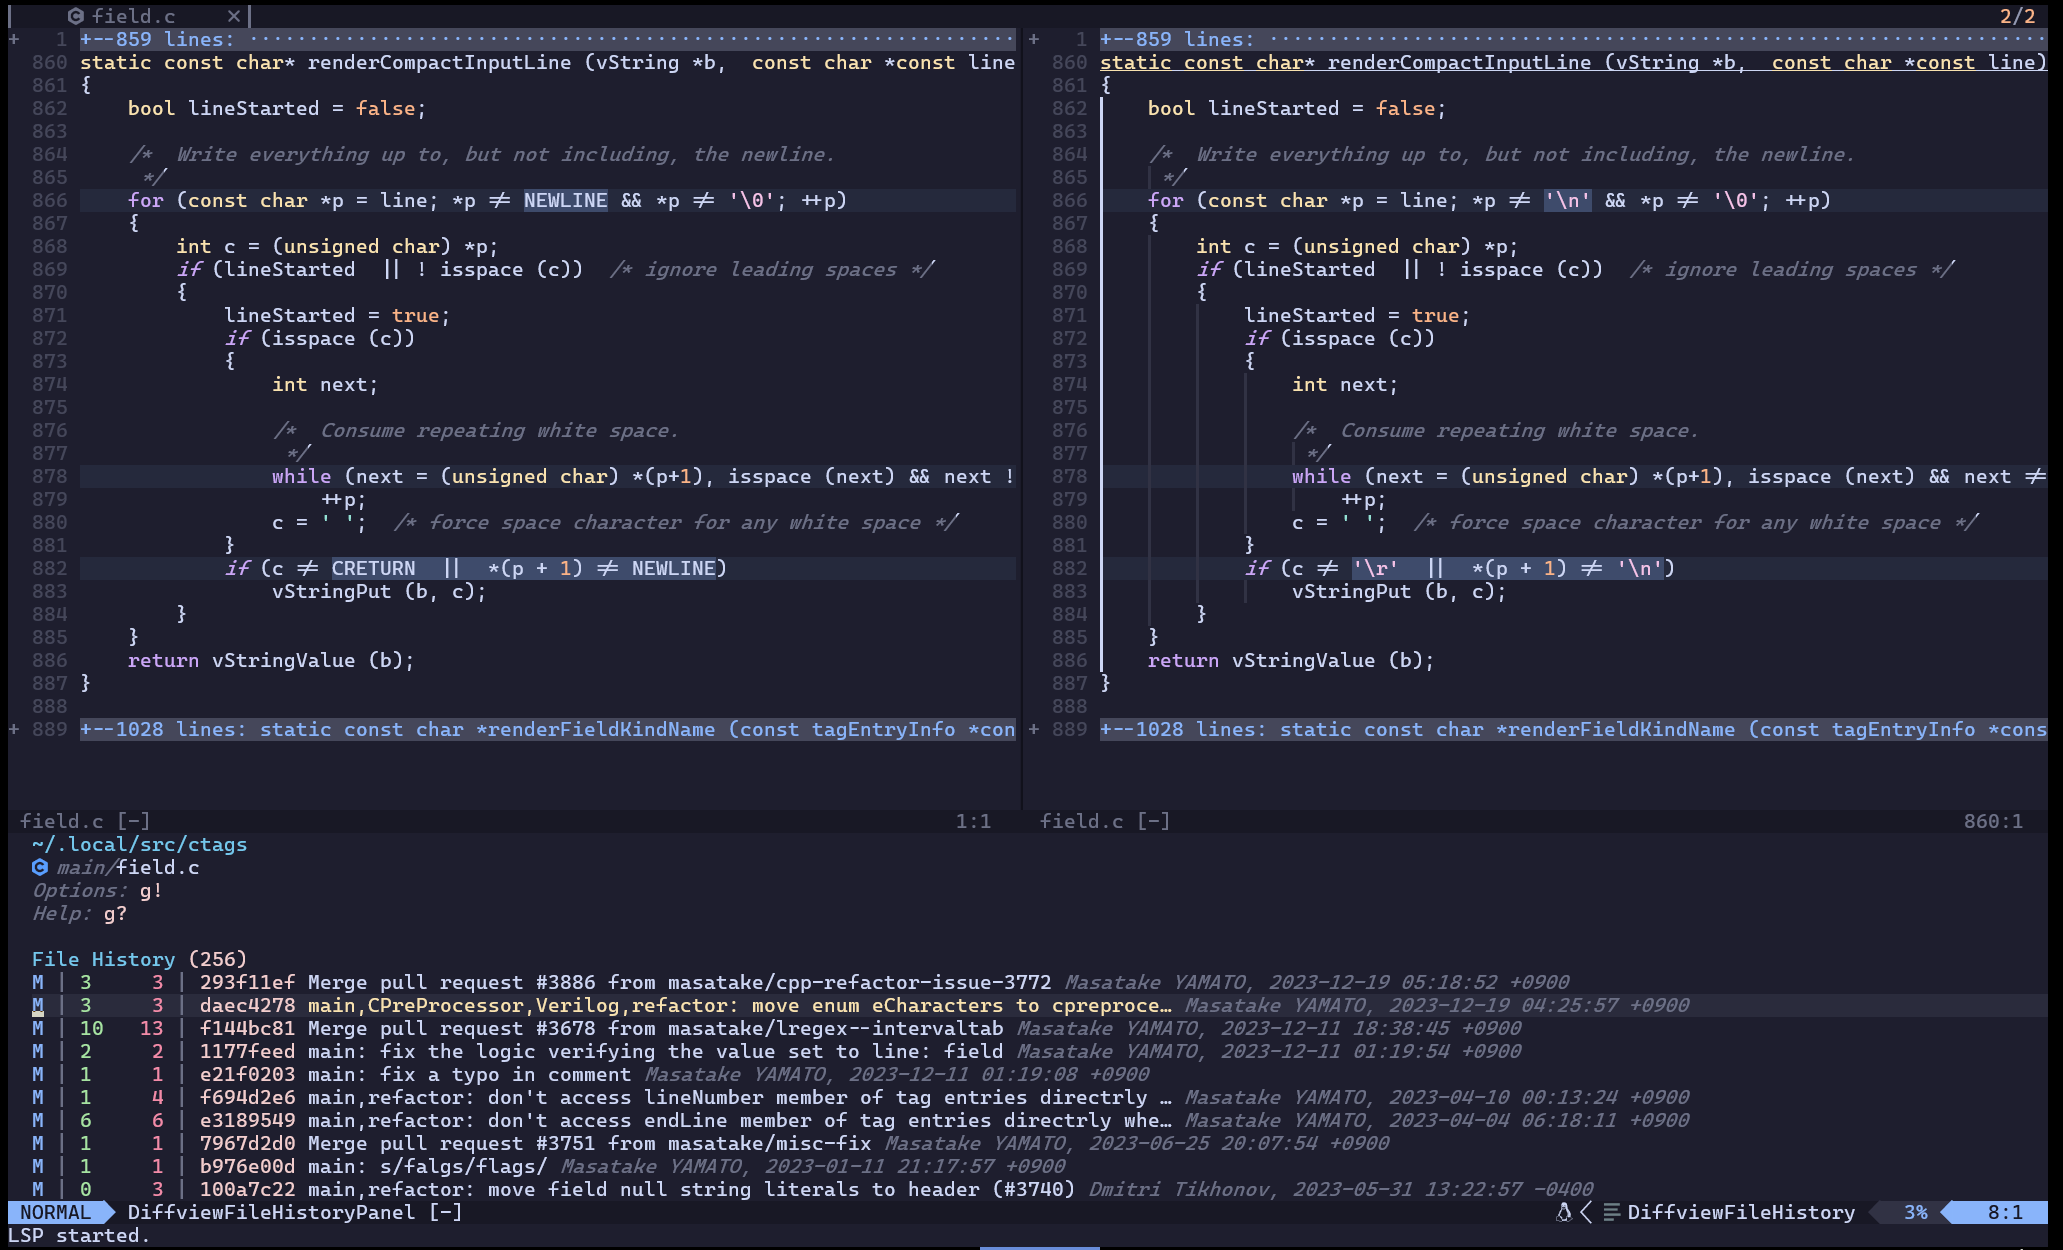 field.c × 2/2
+ 1 +--859 lines: ································································
860 static const char* renderCompactInputLine (vString *b,  const char *const line
861 {
862     bool lineStarted = false;
863
864     /*  Write everything up to, but not including, the newline.
865      */
866     for (const char *p = line; *p != NEWLINE && *p != '\0'; ++p)
867     {
868         int c = (unsigned char) *p;
869         if (lineStarted  || ! isspace (c))  /* ignore leading spaces */
870         {
871             lineStarted = true;
872             if (isspace (c))
873             {
874                 int next;
875
876                 /*  Consume repeating white space.
877                  */
878                 while (next = (unsigned char) *(p+1), isspace (next) && next !
879                     ++p;
880                 c = ' ';  /* force space character for any white space */
881             }
882             if (c != CRETURN  ||  *(p + 1) != NEWLINE)
883                 vStringPut (b, c);
884         }
885     }
886     return vStringValue (b);
887 }
888
+ 889 +--1028 lines: static const char *renderFieldKindName (const tagEntryInfo *con
field.c [-] 1:1
+ 1 +--859 lines: ·································································
860 static const char* renderCompactInputLine (vString *b,  const char *const line)
861 {
862     bool lineStarted = false;
863
864     /*  Write everything up to, but not including, the newline.
865      */
866     for (const char *p = line; *p != '\n' && *p != '\0'; ++p)
867     {
868         int c = (unsigned char) *p;
869         if (lineStarted  || ! isspace (c))  /* ignore leading spaces */
870         {
871             lineStarted = true;
872             if (isspace (c))
873             {
874                 int next;
875
876                 /*  Consume repeating white space.
877                  */
878                 while (next = (unsigned char) *(p+1), isspace (next) && next !=
879                     ++p;
880                 c = ' ';  /* force space character for any white space */
881             }
882             if (c != '\r'  ||  *(p + 1) != '\n')
883                 vStringPut (b, c);
884         }
885     }
886     return vStringValue (b);
887 }
888
+ 889 +--1028 lines: static const char *renderFieldKindName (const tagEntryInfo *cons
field.c [-] 860:1
~/.local/src/ctags
main/field.c
Options: g!
Help: g?
File History (256)
M | 3     3 | 293f11ef Merge pull request #3886 from masatake/cpp-refactor-issue-3772 Masatake YAMATO, 2023-12-19 05:18:52 +0900
M | 3     3 | daec4278 main,CPreProcessor,Verilog,refactor: move enum eCharacters to cpreproce… Masatake YAMATO, 2023-12-19 04:25:57 +0900
M | 10   13 | f144bc81 Merge pull request #3678 from masatake/lregex--intervaltab Masatake YAMATO, 2023-12-11 18:38:45 +0900
M | 2     2 | 1177feed main: fix the logic verifying the value set to line: field Masatake YAMATO, 2023-12-11 01:19:54 +0900
M | 1     1 | e21f0203 main: fix a typo in comment Masatake YAMATO, 2023-12-11 01:19:08 +0900
M | 1     4 | f694d2e6 main,refactor: don't access lineNumber member of tag entries directrly … Masatake YAMATO, 2023-04-10 00:13:24 +0900
M | 6     6 | e3189549 main,refactor: don't access endLine member of tag entries directrly whe… Masatake YAMATO, 2023-04-04 06:18:11 +0900
M | 1     1 | 7967d2d0 Merge pull request #3751 from masatake/misc-fix Masatake YAMATO, 2023-06-25 20:07:54 +0900
M | 1     1 | b976e00d main: s/falgs/flags/ Masatake YAMATO, 2023-01-11 21:17:57 +0900
M | 0     3 | 100a7c22 main,refactor: move field null string literals to header (#3740) Dmitri Tikhonov, 2023-05-31 13:22:57 -0400
NORMAL DiffviewFileHistoryPanel [-] DiffviewFileHistory 3% 8:1
LSP started.